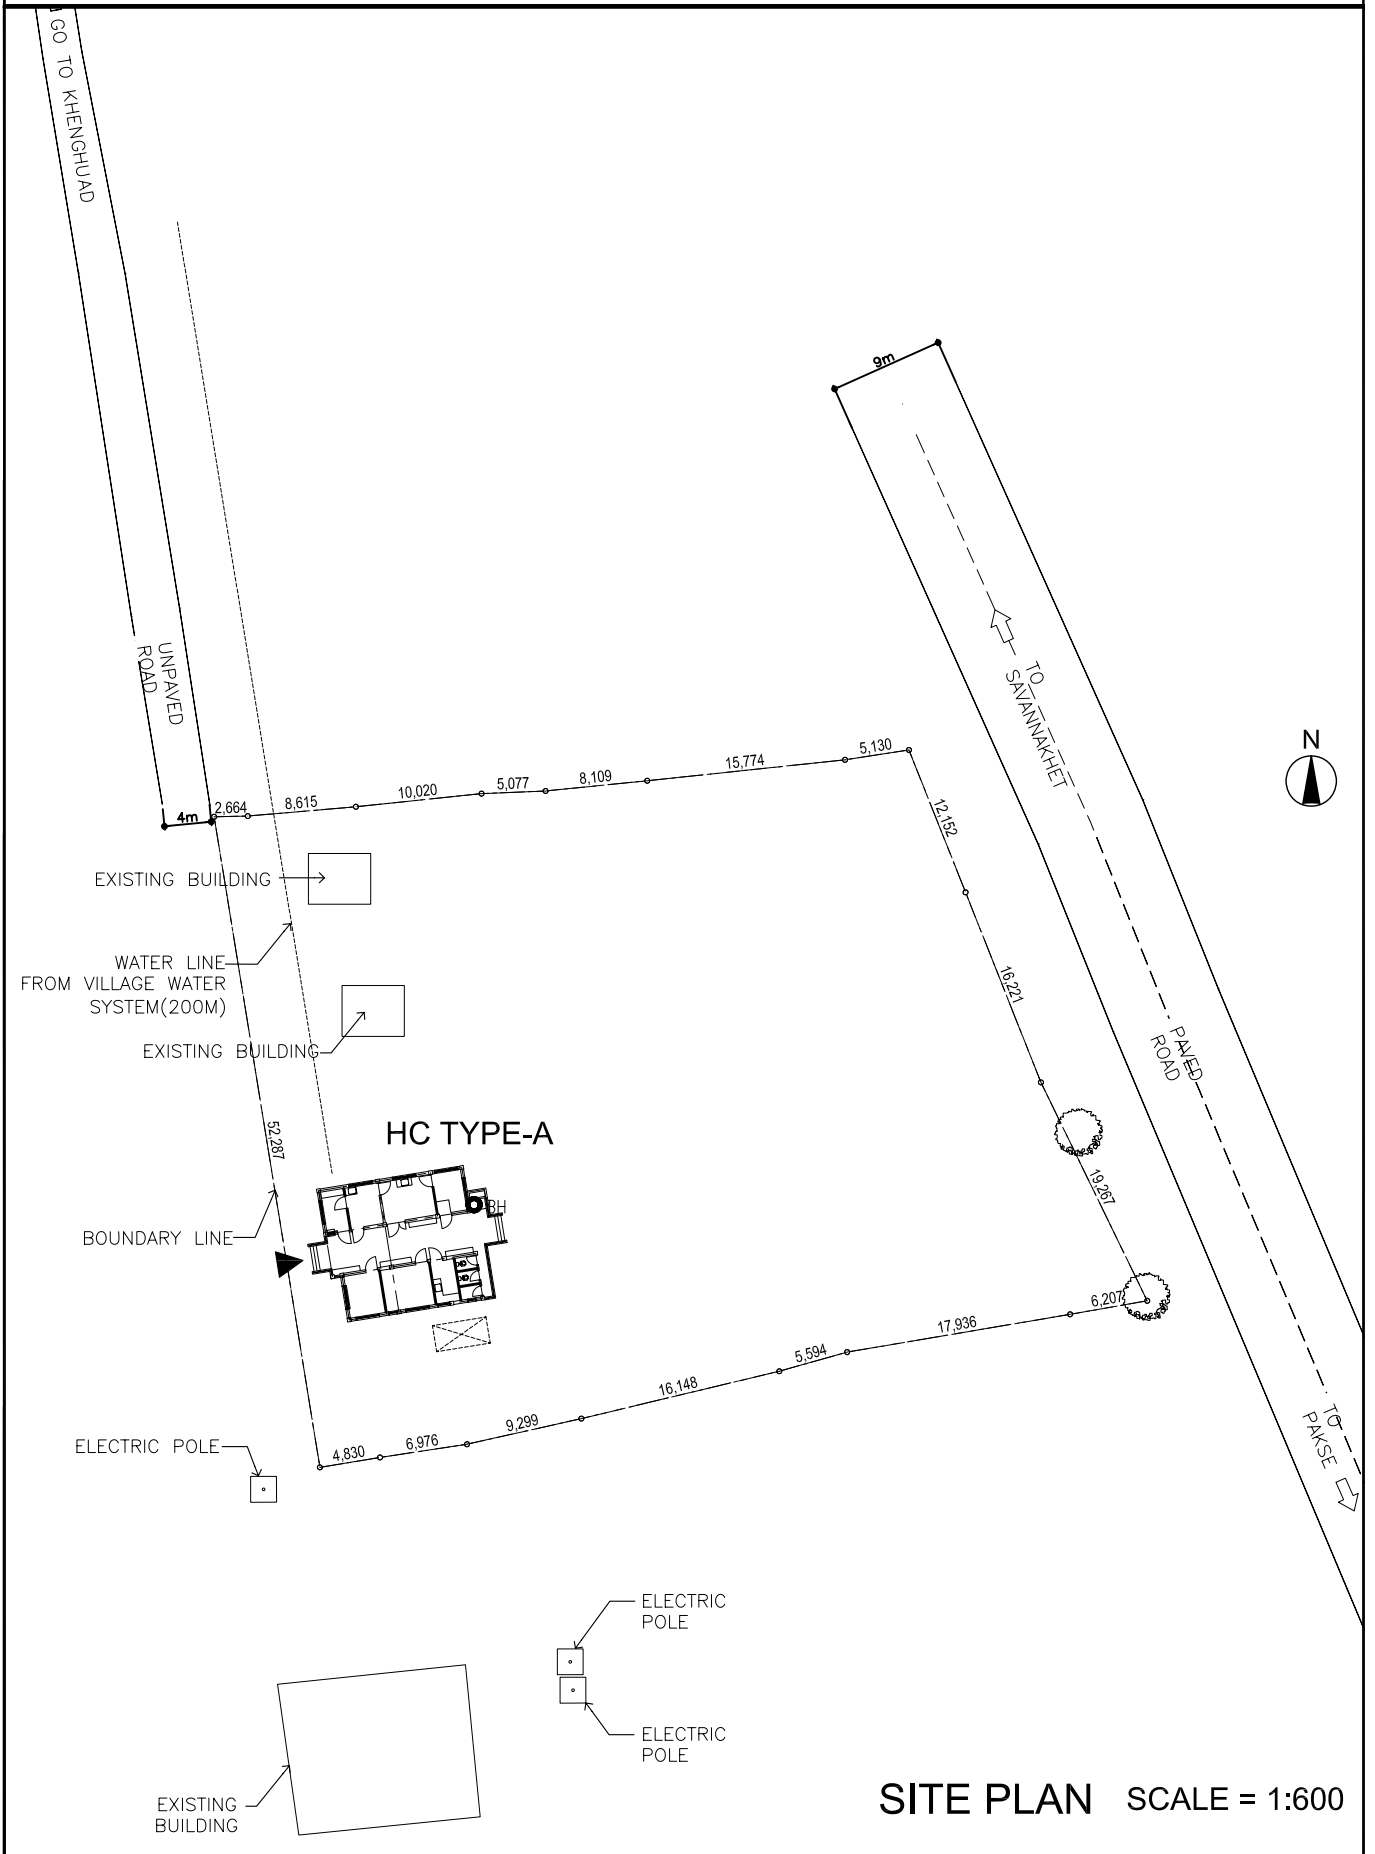 GO TO KHENGHUAD
9m
UNPAVED
ROAD
TO
SAVANNAKHET
N
2,664
8,615
10,020
5,077
8,109
15,774
5,130
4m
12,152
EXISTING BUILDING
WATER LINE
FROM VILLAGE WATER
SYSTEM(200M)
16,221
EXISTING BUILDING
PAVED
ROAD
52,287
HC TYPE-A
19,267
BH
BOUNDARY LINE
6,207
17,936
5,594
16,148
9,299
6,976
4,830
TO
PAKSE
ELECTRIC POLE
ELECTRIC
POLE
ELECTRIC
POLE
EXISTING
BUILDING
SITE PLAN SCALE = 1:600